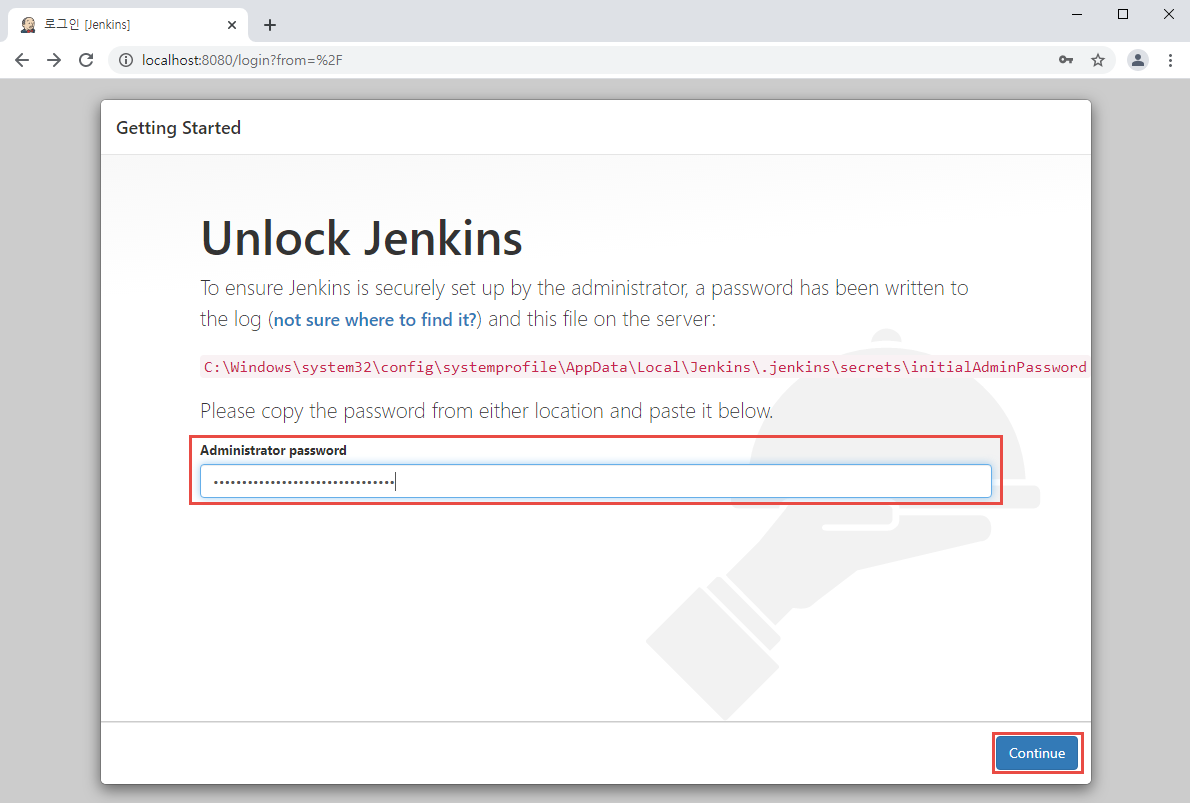 로그인 [Jenkins]
localhost:8080/login?from=%2F
Getting Started
Unlock Jenkins
To ensure Jenkins is securely set up by the administrator, a password has been written to
the log (not sure where to find it?) and this file on the server:
C:\Windows\system32\config\systemprofile\AppData\Local\Jenkins\.jenkins\secrets\initialAdminPassword
Please copy the password from either location and paste it below.
Administrator password
••••••••••••••••••••••••••••••••
Continue